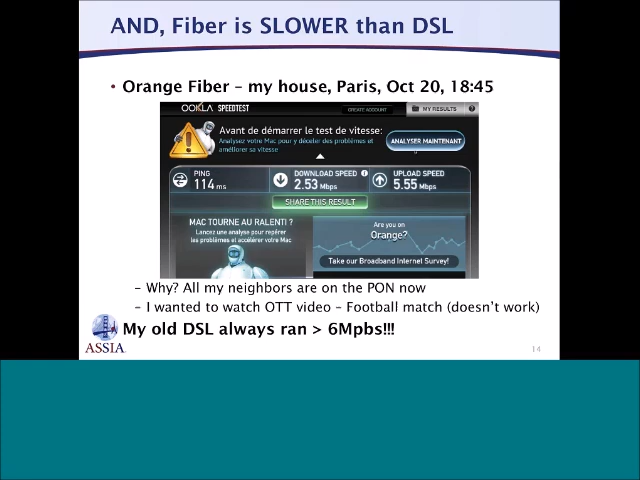 AND, Fiber is SLOWER than DSL
• Orange Fiber – my house, Paris, Oct 20, 18:45
OOKLA SPEEDTEST
CREATE ACCOUNT
MY RESULTS
?
Avant de démarrer le test de vitesse:
Analysez votre Mac pour y déceler des problèmes et
améliorer sa vitesse
ANALYSER MAINTENANT
PING
114 ms
DOWNLOAD SPEED
2.53 Mbps
UPLOAD SPEED
5.55 Mbps
SHARE THIS RESULT
MAC TOURNE AU RALENTI ?
Lancez une analyse pour repérer
les problèmes et accélérer votre Mac
Are you on
Orange?
Take our Broadband Internet Survey!
– Why? All my neighbors are on the PON now
– I wanted to watch OTT video – Football match (doesn't work)
My old DSL always ran > 6Mpbs!!!
ASSIA
14